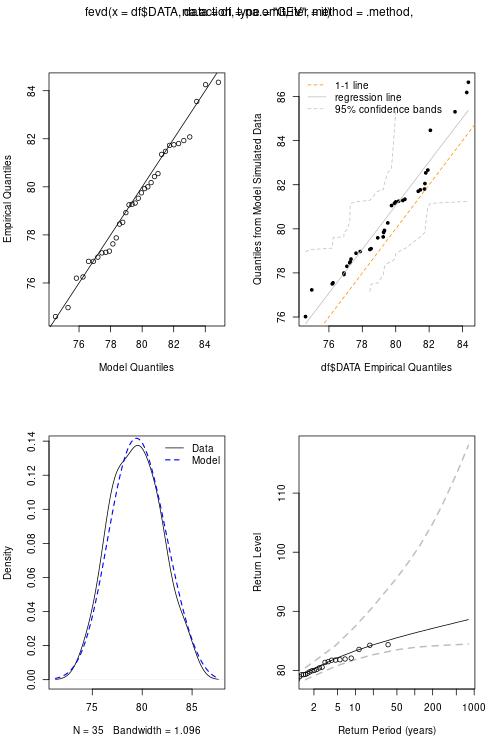 fevd(x = df$DATA, data = df, type = "GEV", method = .method,
Empirical Quantiles
76 78 80 82 84
76 78 80 82 84
Model Quantiles
Quantiles from Model Simulated Data
76 78 80 82 84 86
1-1 line
regression line
95% confidence bands
76 78 80 82 84
df$DATA Empirical Quantiles
Density
0.00 0.02 0.04 0.06 0.08 0.10 0.12 0.14
Data
Model
75 80 85
N = 35 Bandwidth = 1.096
Return Level
80 90 100 110
2 5 10 50 200 1000
Return Period (years)